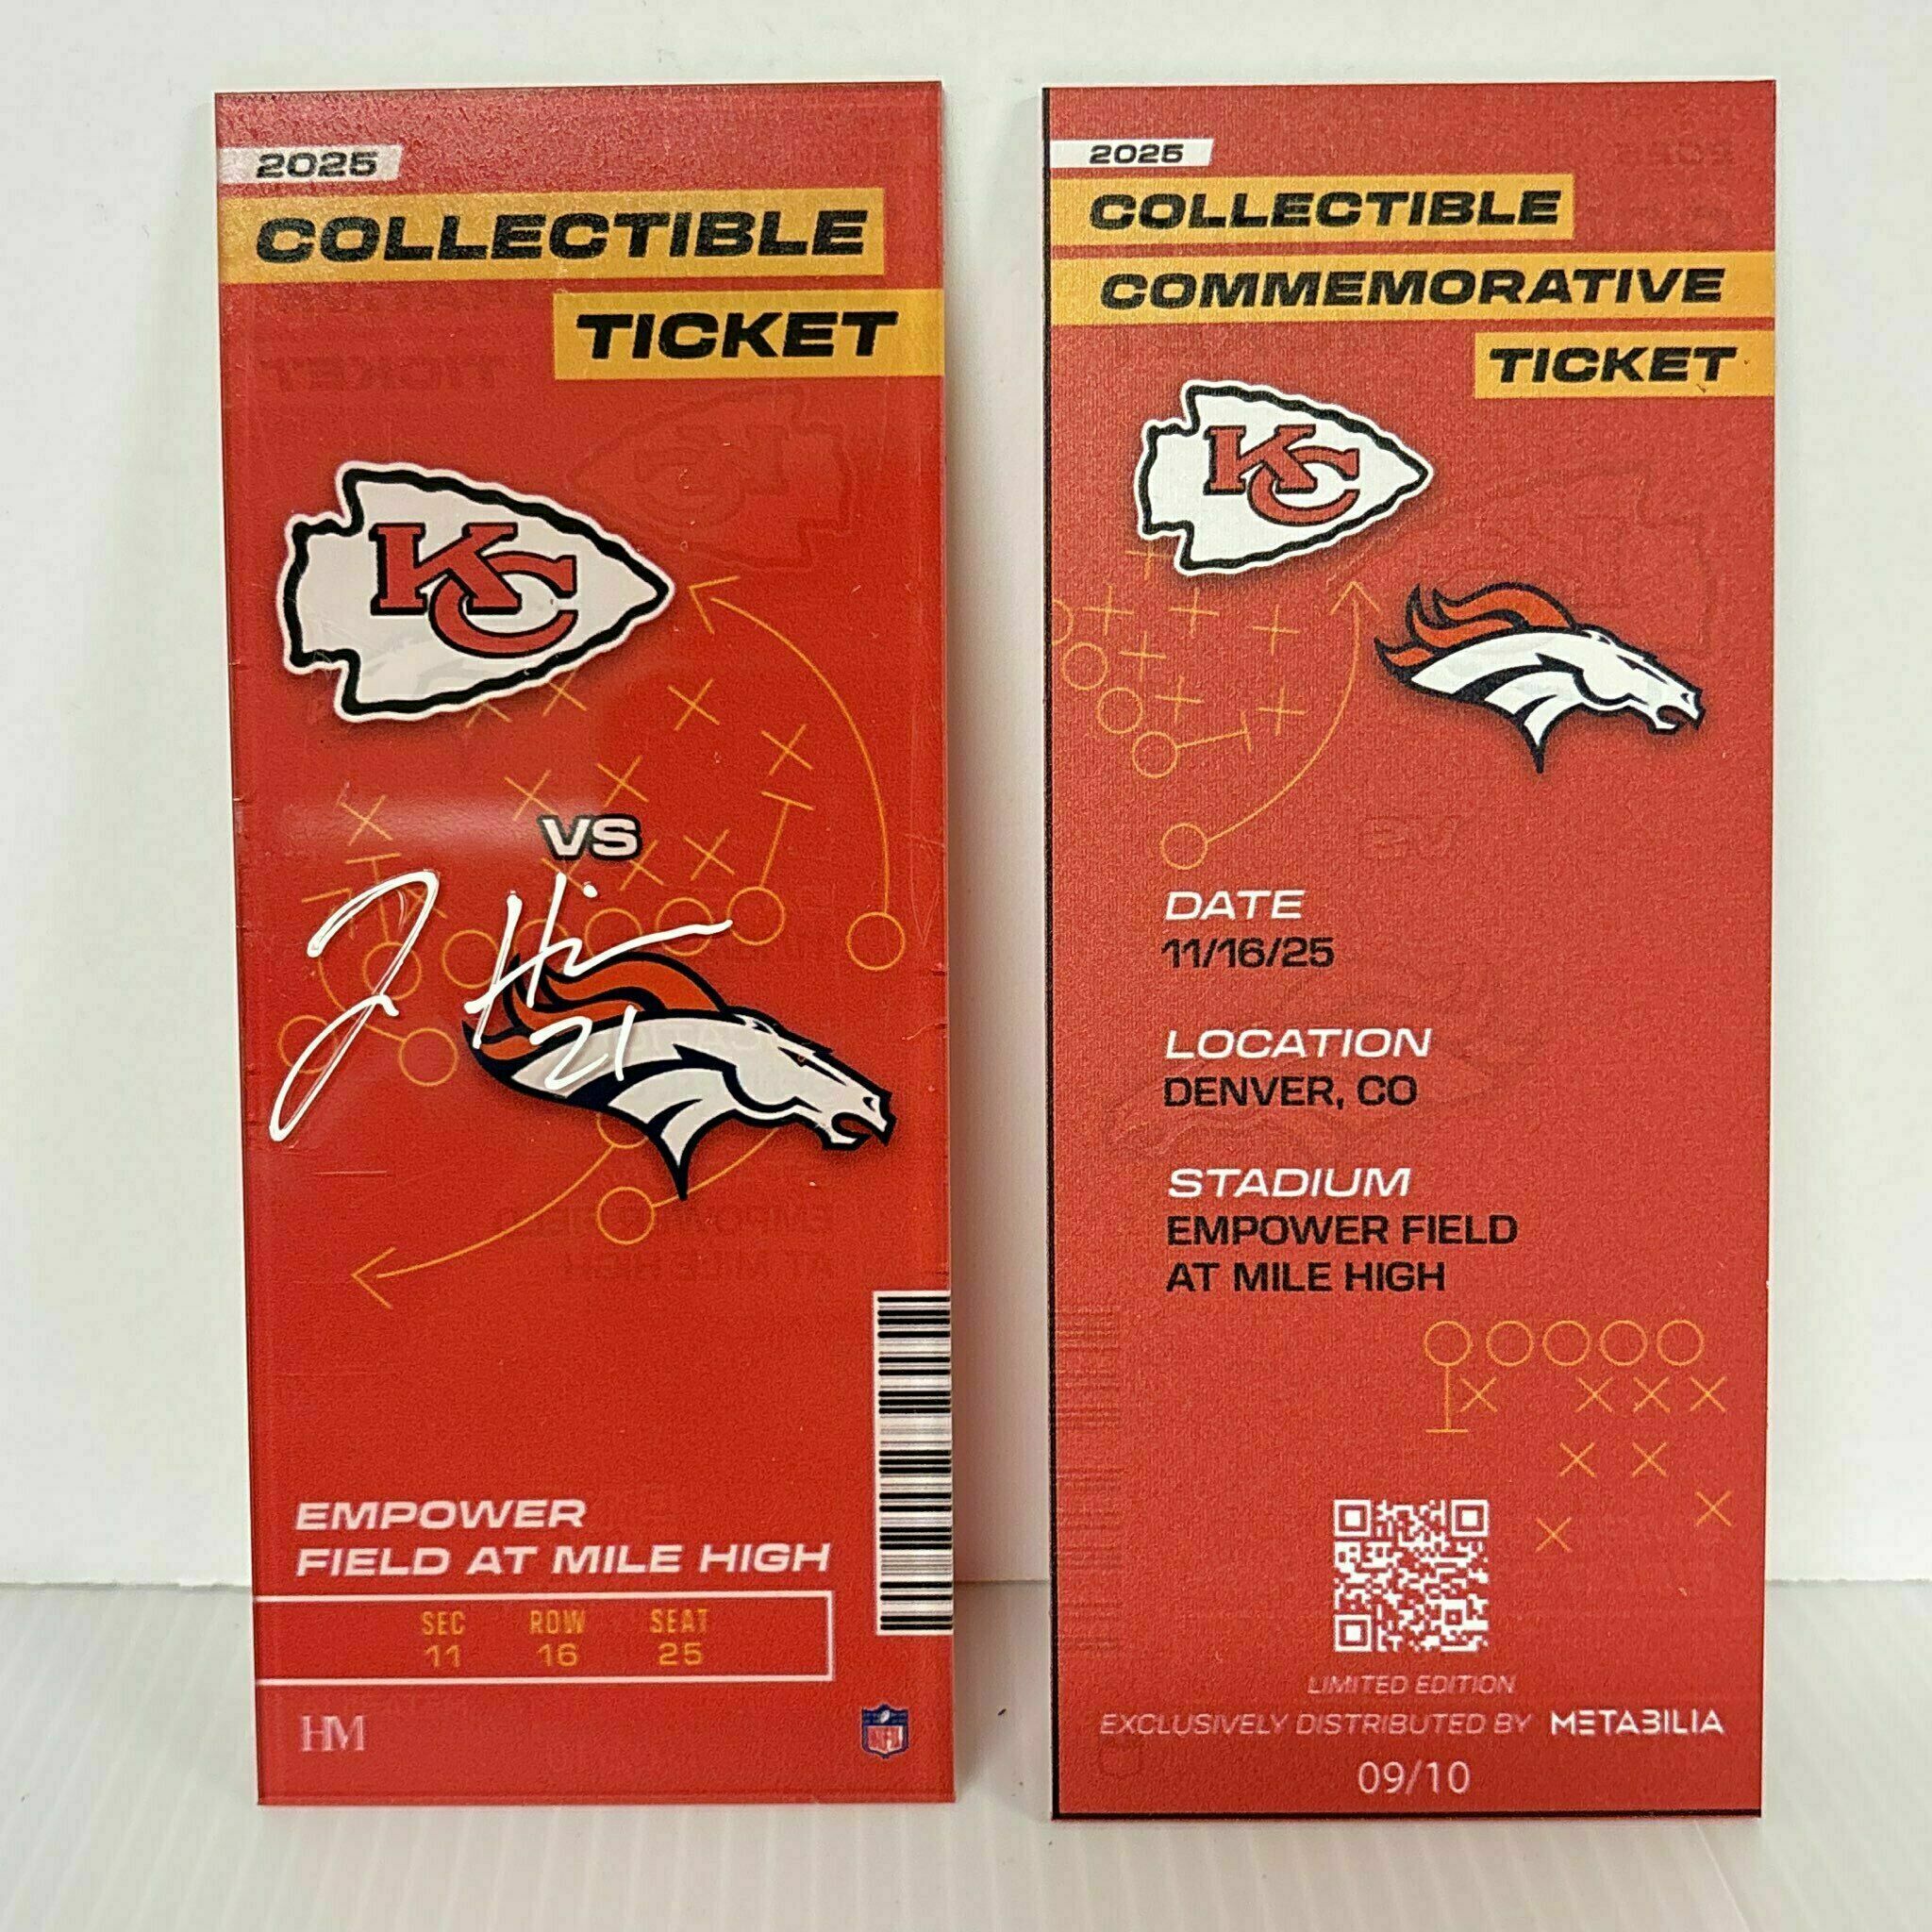 2025
COLLECTIBLE
TICKET
KC
VS
J Hi
21
EMPOWER
FIELD AT MILE HIGH
SEC ROW SEAT
11 16 25
HM
NFL
2025
COLLECTIBLE
COMMEMORATIVE
TICKET
KC
DATE
11/16/25
LOCATION
DENVER, CO
STADIUM
EMPOWER FIELD
AT MILE HIGH
LIMITED EDITION
EXCLUSIVELY DISTRIBUTED BY METABILIA
09/10